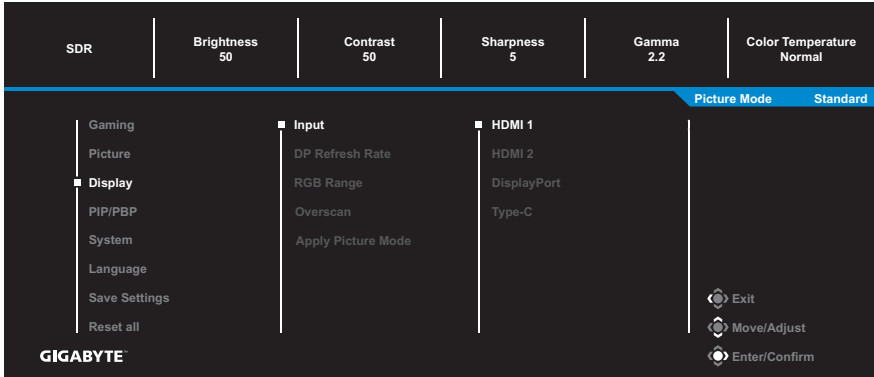 SDR
Brightness
50
Contrast
50
Sharpness
5
Gamma
2.2
Color Temperature
Normal
Picture Mode Standard
Gaming
Picture
Display
PIP/PBP
System
Language
Save Settings
Reset all
Input
DP Refresh Rate
RGB Range
Overscan
Apply Picture Mode
HDMI 1
HDMI 2
DisplayPort
Type-C
Exit
Move/Adjust
Enter/Confirm
GIGABYTE™